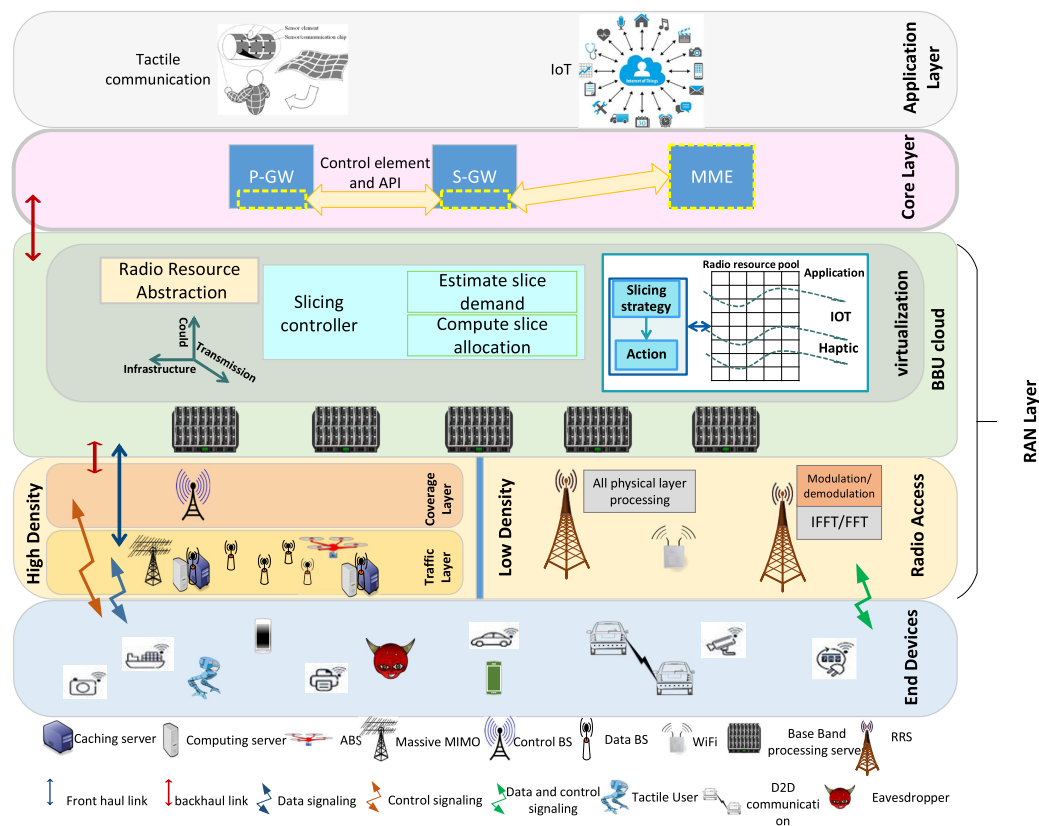 Sensor element
Sensor/communication chip
Tactile
communication
IoT
Internet of Things
Application
Layer
P-GW
Control element
and API
S-GW
MME
Core Layer
Radio Resource
Abstraction
Could
Transmission
Infrastructure
Slicing
controller
Estimate slice
demand
Compute slice
allocation
Radio resource pool
Slicing
strategy
Action
Application
IOT
Haptic
virtualization
BBU cloud
RAN Layer
High Density
Coverage
Layer
Traffic
Layer
Low Density
All physical layer
processing
Modulation/
demodulation
IFFT/FFT
Radio Access
End Devices
Caching server
Computing server
ABS
Massive MIMO
Control BS
Data BS
WiFi
Base Band
processing serve
RRS
Front haul link
backhaul link
Data signaling
Control signaling
Data and control
signaling
Tactile User
D2D
communicati
on
Eavesdropper